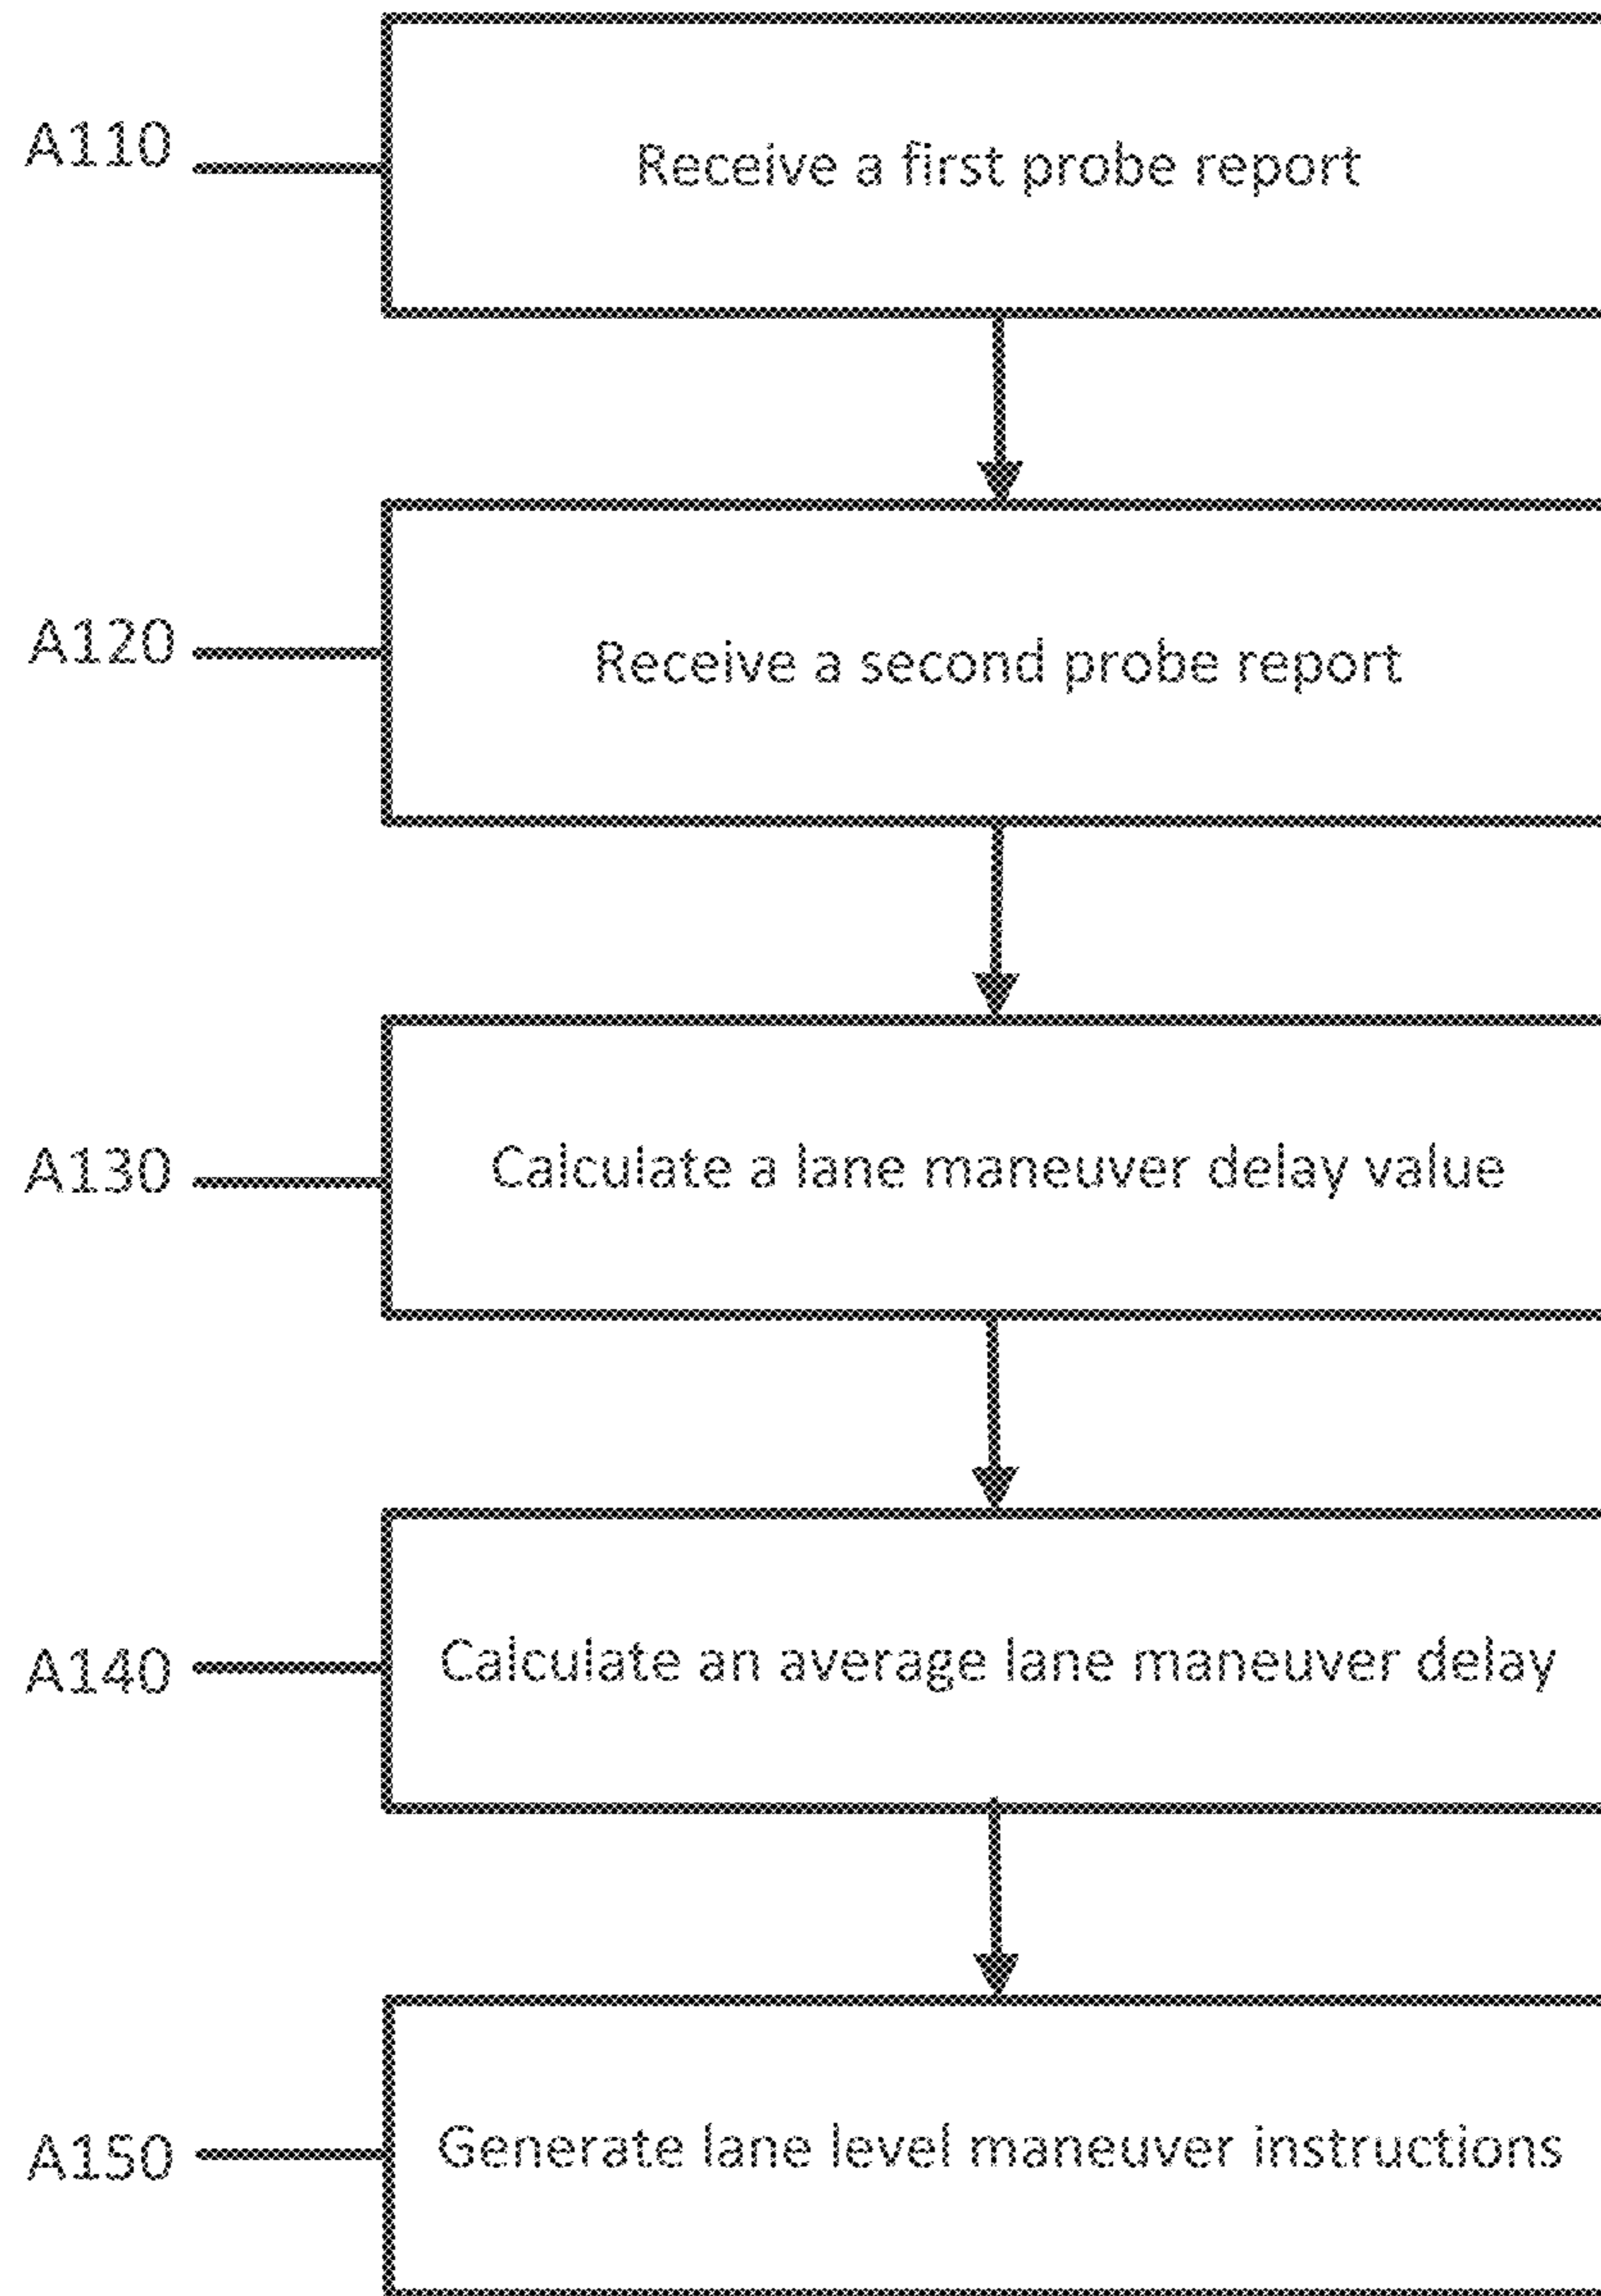 A110
Receive a first probe report
A120
Receive a second probe report
A130
Calculate a lane maneuver delay value
A140
Calculate an average lane maneuver delay
A150
Generate lane level maneuver instructions